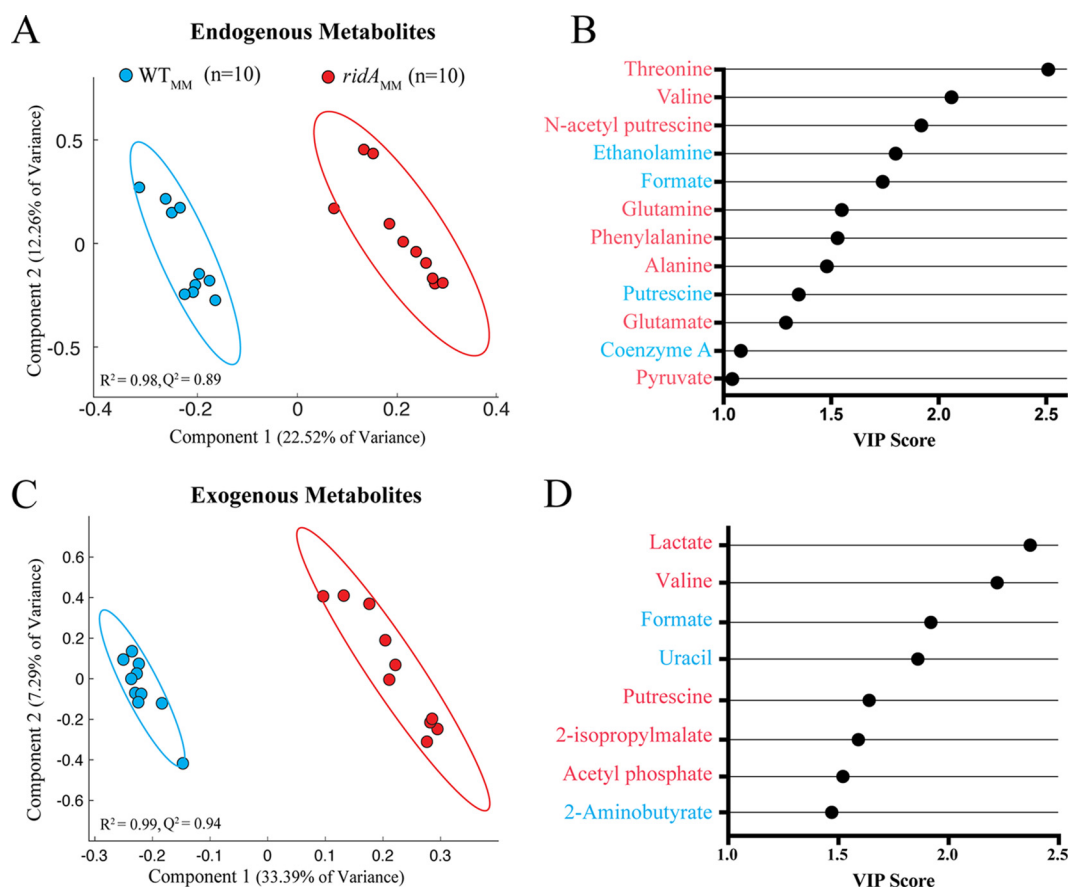 A
Endogenous Metabolites
WTMM (n=10)
ridAMM (n=10)
Component 2 (12.26% of Variance)
0.5
0
-0.5
R² = 0.98, Q² = 0.89
-0.4
-0.2
0
0.2
0.4
Component 1 (22.52% of Variance)
B
Threonine
Valine
N-acetyl putrescine
Ethanolamine
Formate
Glutamine
Phenylalanine
Alanine
Putrescine
Glutamate
Coenzyme A
Pyruvate
1.0
1.5
2.0
2.5
VIP Score
C
Exogenous Metabolites
Component 2 (7.29% of Variance)
0.6
0.4
0.2
0
-0.2
-0.4
-0.6
R² = 0.99, Q² = 0.94
-0.3
-0.2
-0.1
0
0.1
0.2
0.3
Component 1 (33.39% of Variance)
D
Lactate
Valine
Formate
Uracil
Putrescine
2-isopropylmalate
Acetyl phosphate
2-Aminobutyrate
1.0
1.5
2.0
2.5
VIP Score